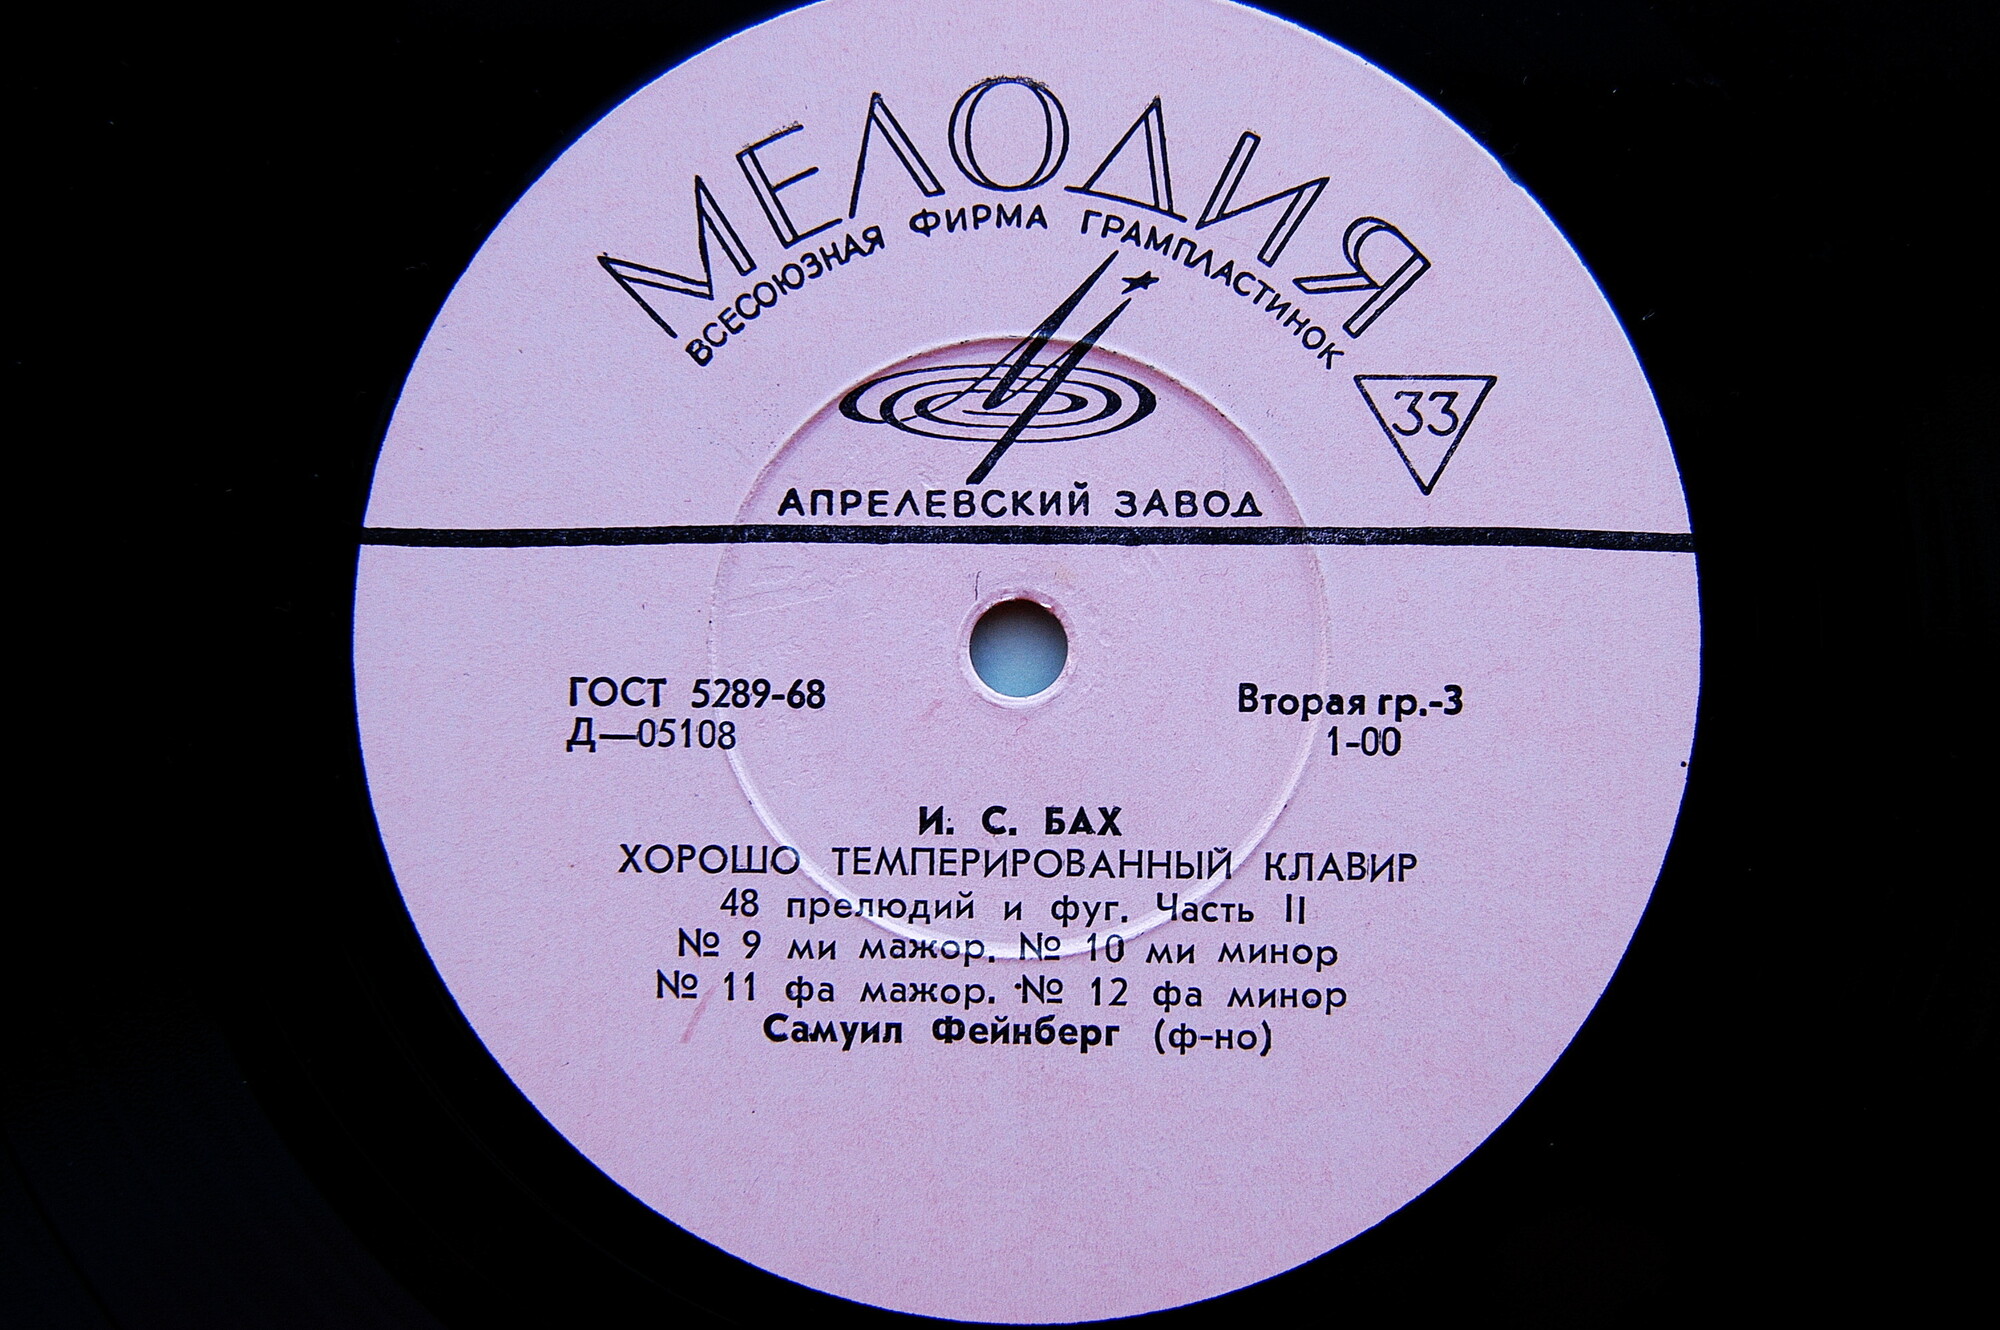 МЕЛОДИЯ
ВСЕСОЮЗНАЯ ФИРМА ГРАМПЛАСТИНОК
33
АПРЕЛЕВСКИЙ ЗАВОД
ГОСТ 5289-68
Д—05108
Вторая гр.-3
1-00
И. С. БАХ
ХОРОШО ТЕМПЕРИРОВАННЫЙ КЛАВИР
48 прелюдий и фуг. Часть II
№ 9 ми мажор. № 10 ми минор
№ 11 фа мажор. № 12 фа минор
Самуил Фейнберг (ф-но)